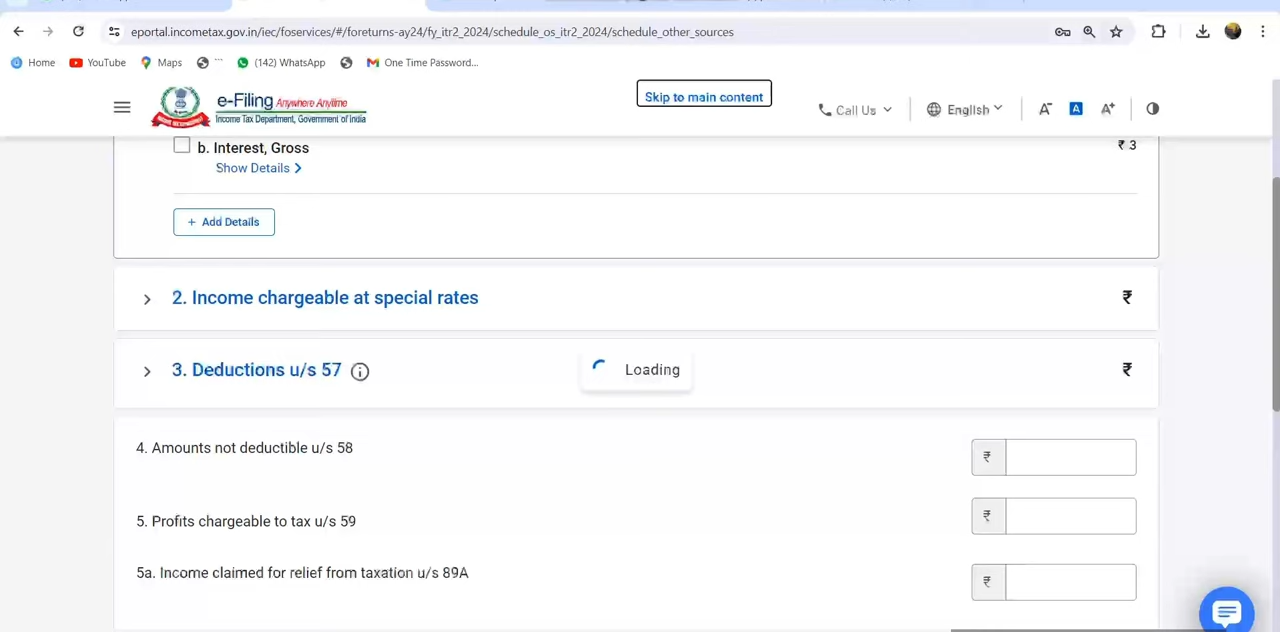 eportal.incometax.gov.in/iec/foservices/#/foreturns-ay24/fy_itr2_2024/schedule_os_itr2_2024/schedule_other_sources
Home YouTube Maps (142) WhatsApp One Time Password...
Skip to main content
e-Filing Anywhere Anytime
Income Tax Department, Government of India
Call Us English A- A A+
b. Interest, Gross ₹ 3
Show Details
+ Add Details
2. Income chargeable at special rates ₹
3. Deductions u/s 57 ₹
Loading
4. Amounts not deductible u/s 58 ₹
5. Profits chargeable to tax u/s 59 ₹
5a. Income claimed for relief from taxation u/s 89A ₹